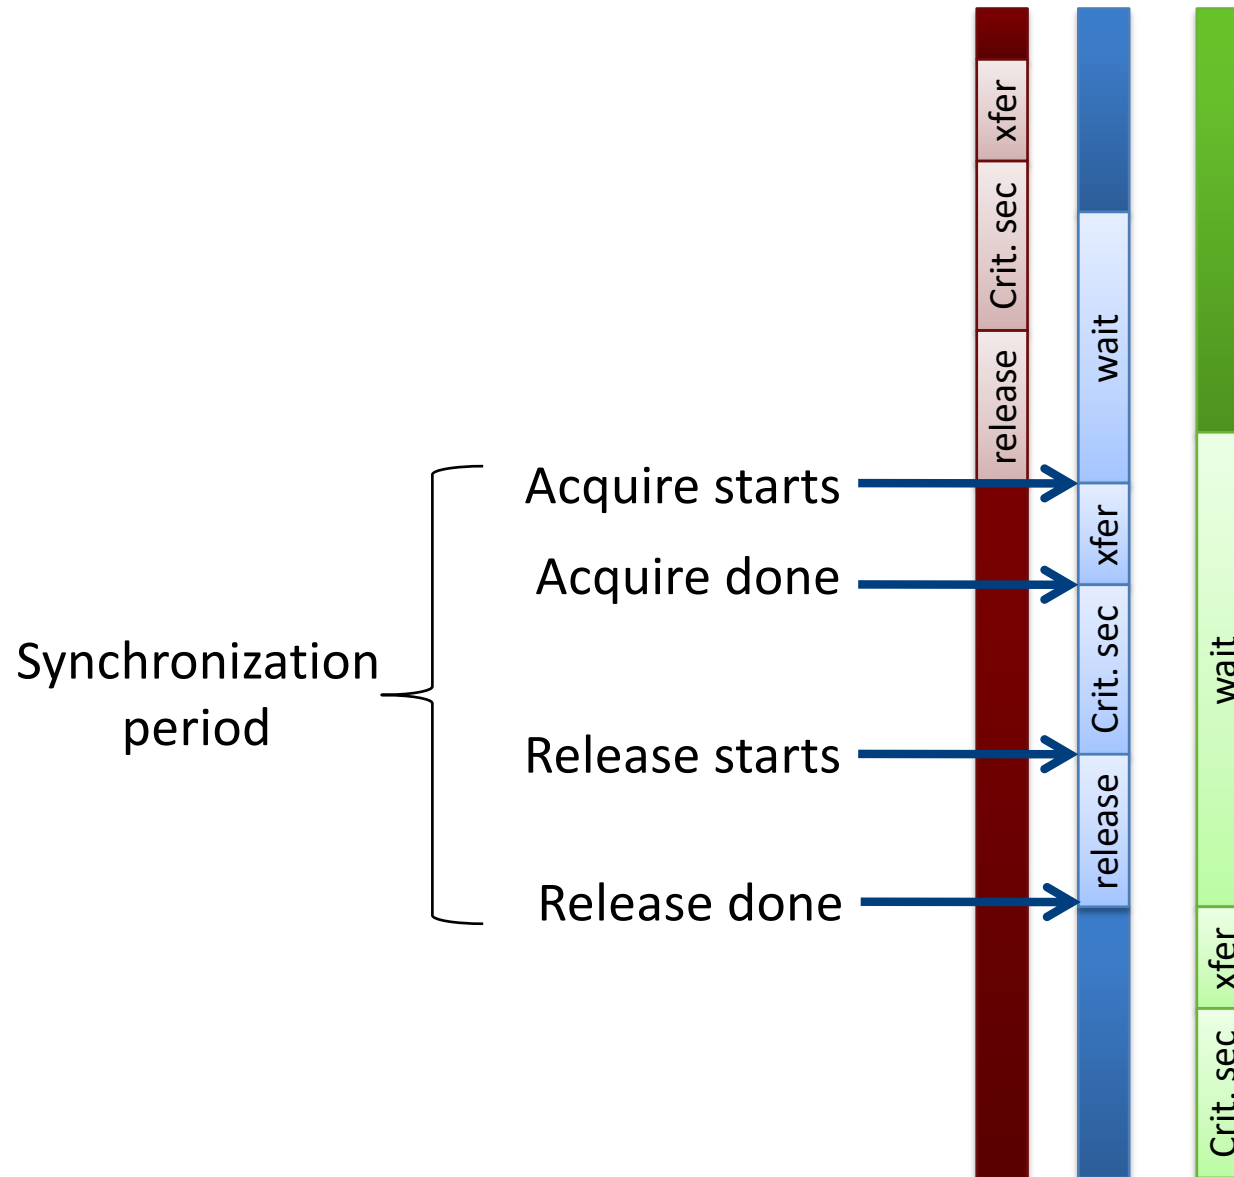 xfer
Crit. sec
release
wait
xfer
Crit. sec
release
wait
xfer
Crit. sec
Acquire starts
Acquire done
Synchronization
period
Release starts
Release done